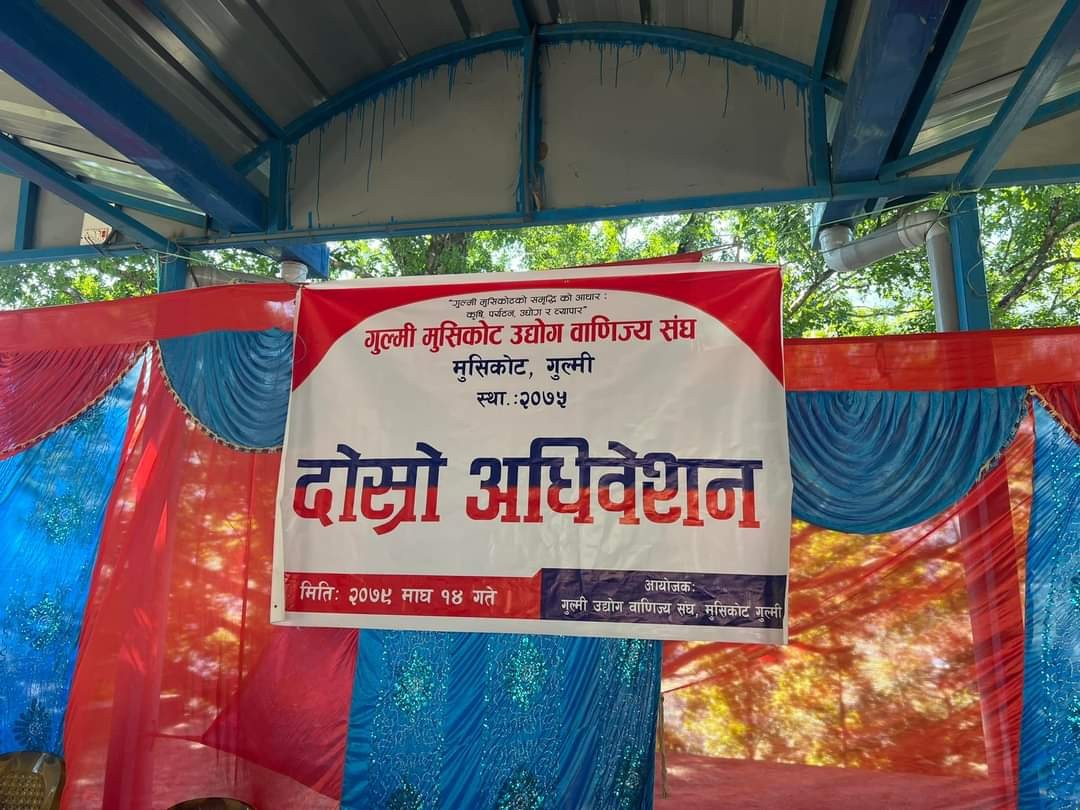 "गुल्मी मुसिकोटको समृद्धि को आधार :
कृषि, पर्यटन, उद्योग र व्यापार"
गुल्मी मुसिकोट उद्योग वाणिज्य संघ
मुसिकोट, गुल्मी
स्था.:२०७५
दोस्रो अधिवेशन
मिति: २०७९ माघ १४ गते
आयोजक:
गुल्मी उद्योग वाणिज्य संघ, मुसिकोट गुल्मी